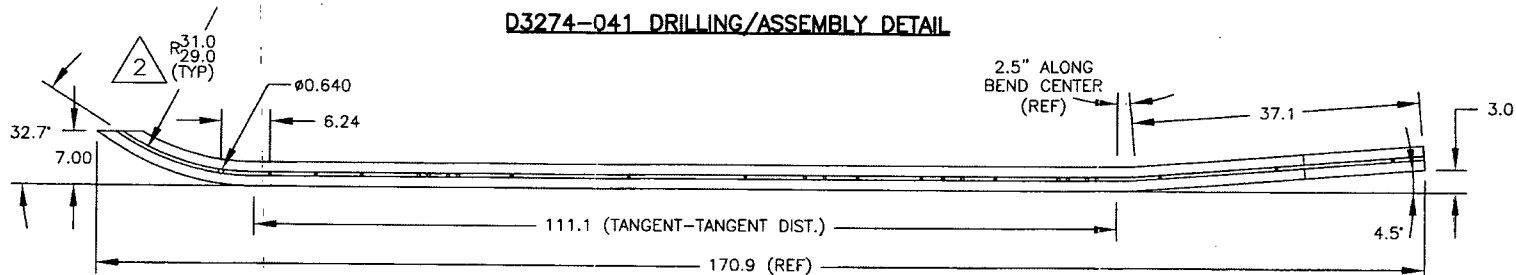 D3274-041 DRILLING/ASSEMBLY DETAIL
R31.0
29.0
(TYP)
2
ø0.640
6.24
32.7°
7.00
2.5" ALONG
BEND CENTER
(REF)
37.1
3.0
111.1 (TANGENT-TANGENT DIST.)
4.5°
170.9 (REF)